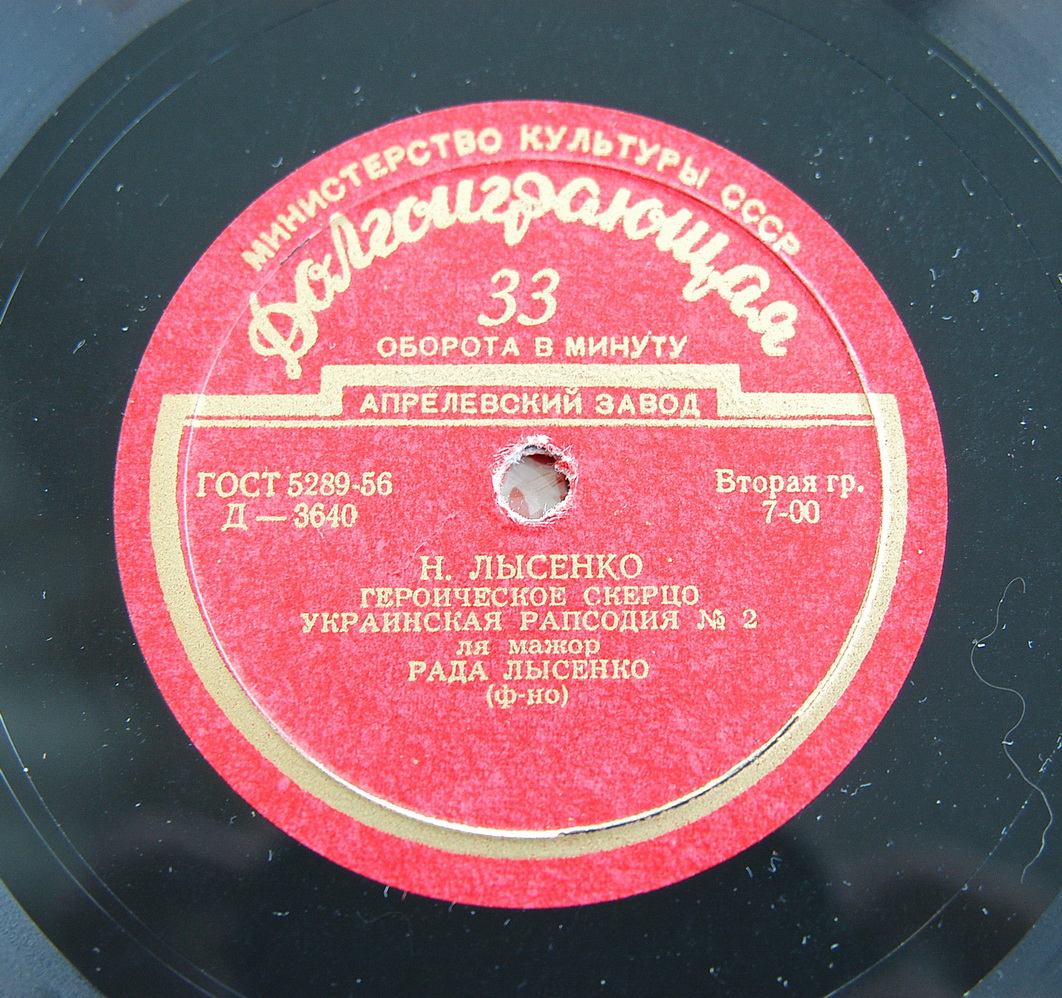 МИНИСТЕРСТВО КУЛЬТУРЫ СССР
Долгоиграющая
33
ОБОРОТА В МИНУТУ
АПРЕЛЕВСКИЙ ЗАВОД
ГОСТ 5289-56
Д — 3640
Вторая гр.
7-00
Н. ЛЫСЕНКО
ГЕРОИЧЕСКОЕ СКЕРЦО
УКРАИНСКАЯ РАПСОДИЯ № 2
ля мажор
РАДА ЛЫСЕНКО
(ф-но)